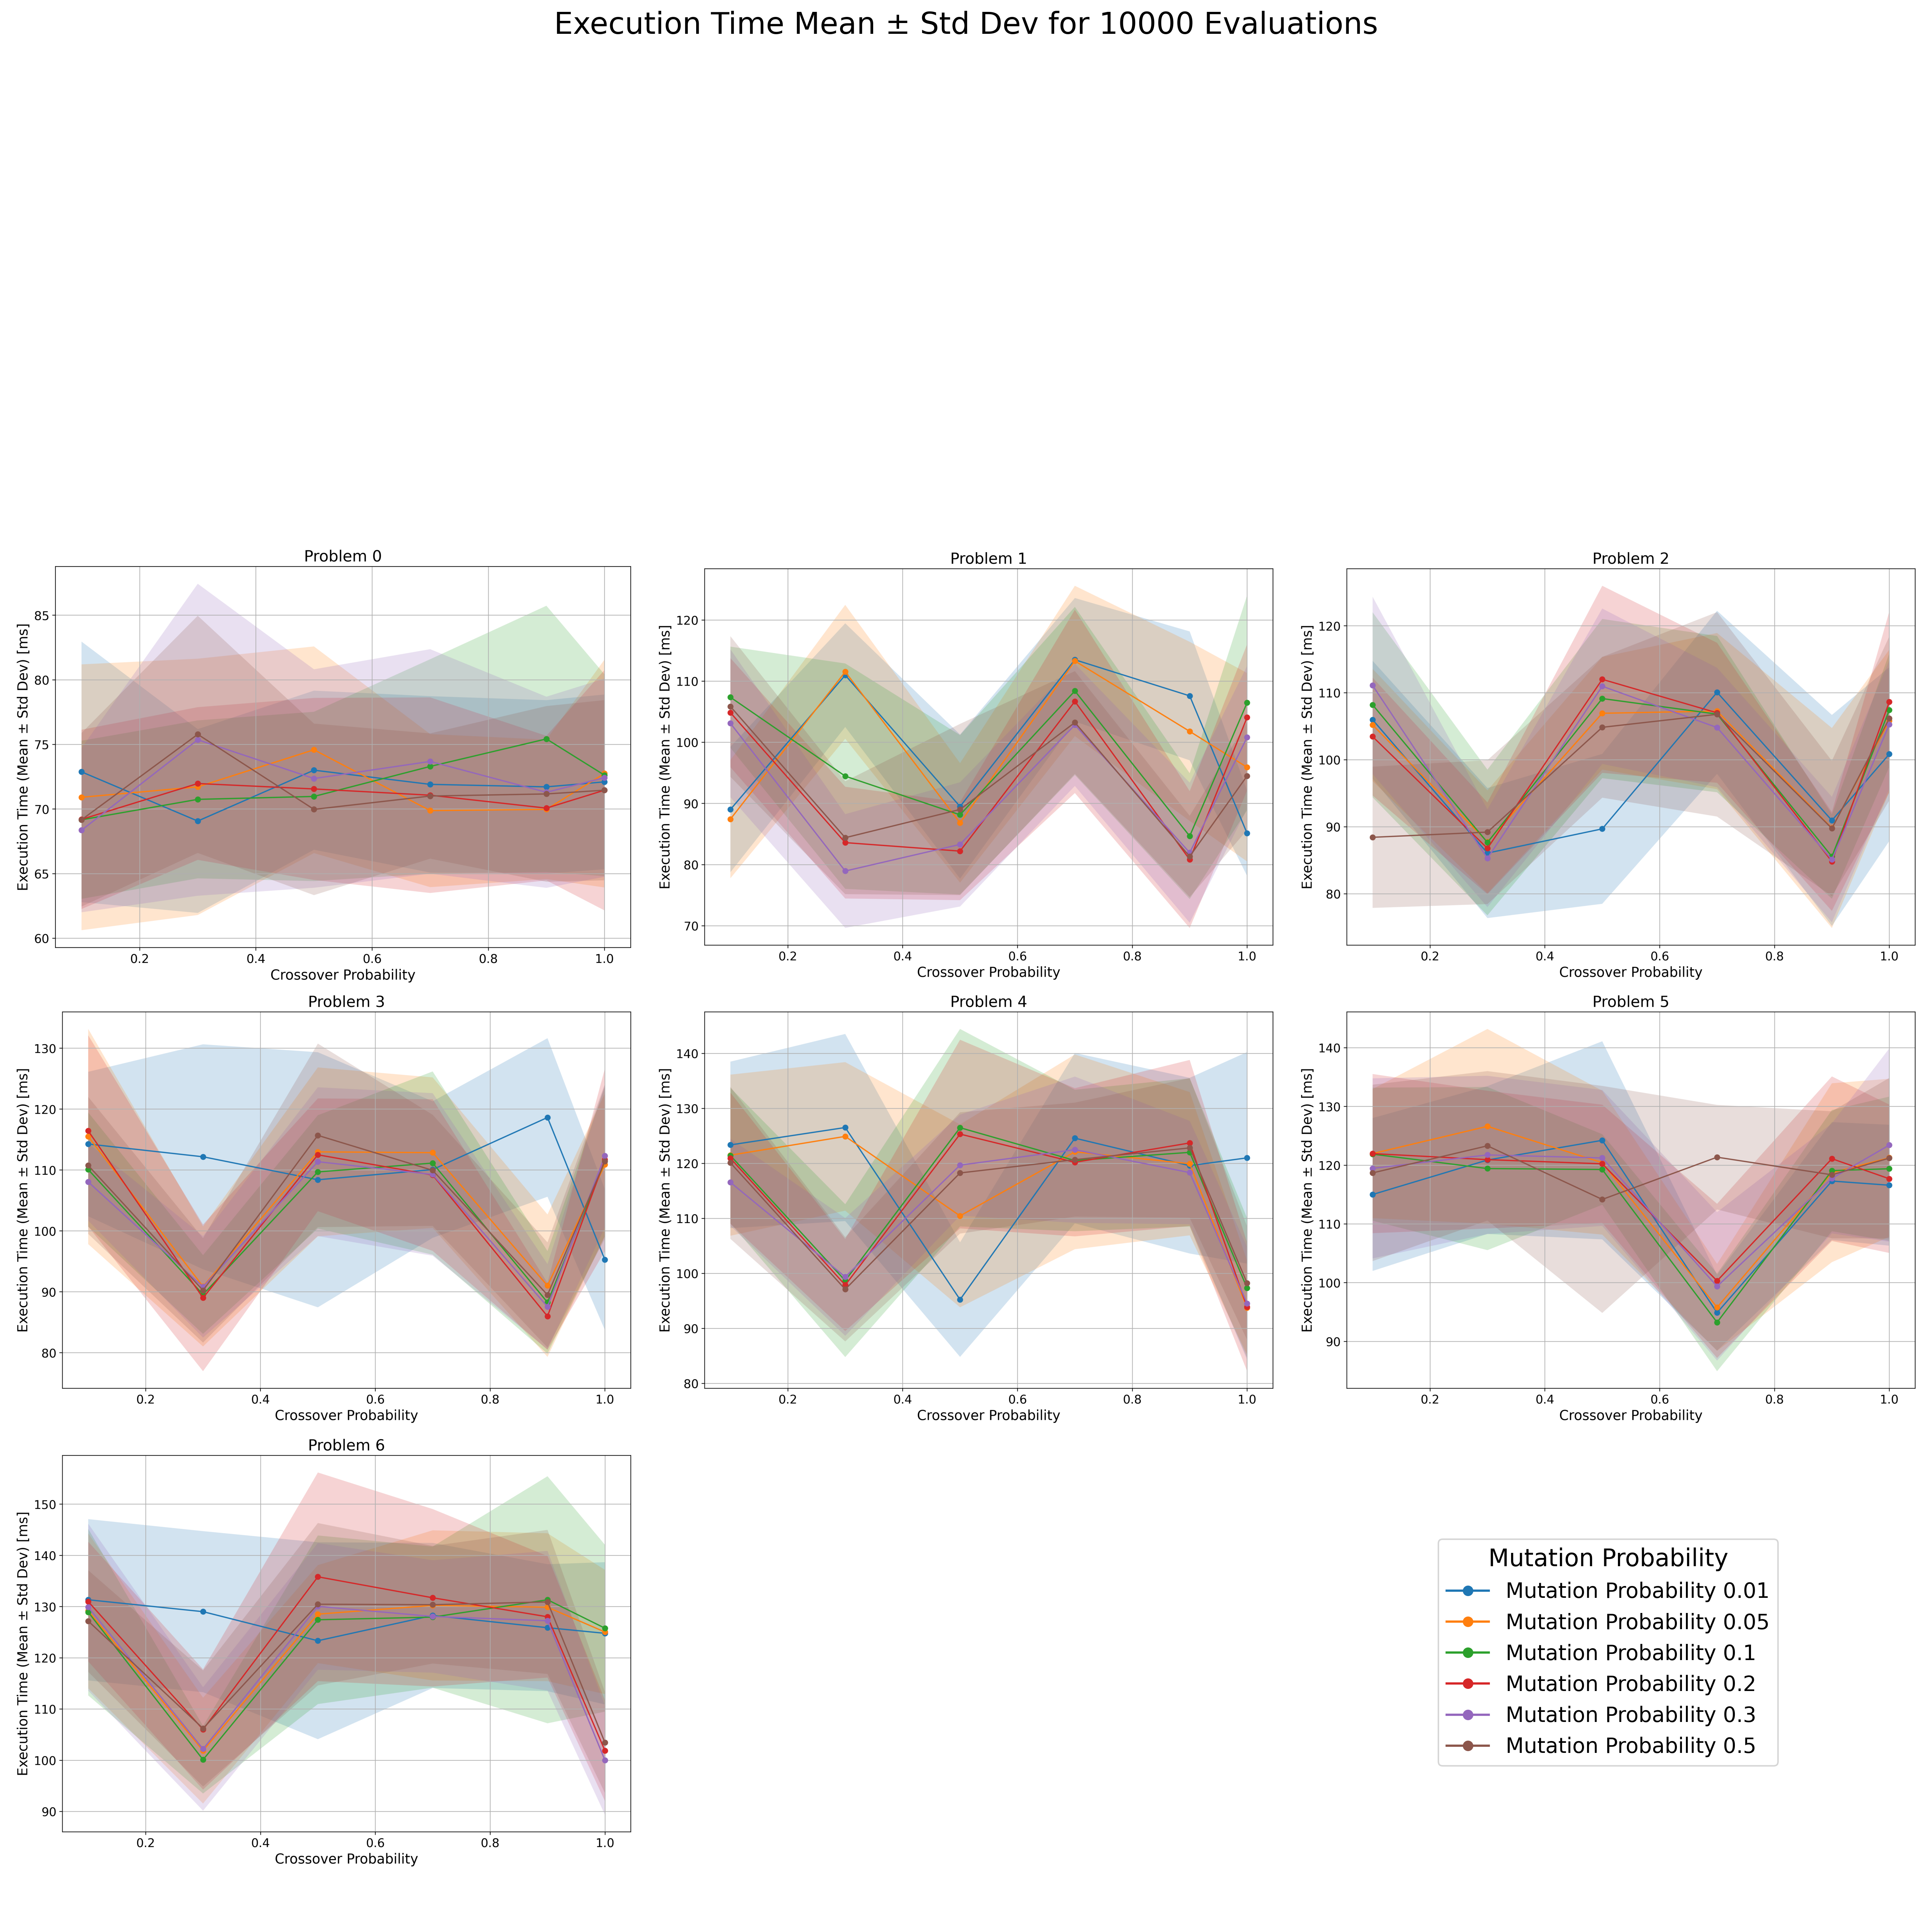 Execution Time Mean ± Std Dev for 10000 Evaluations
Problem 0
Execution Time (Mean ± Std Dev) [ms]
85
80
75
70
65
60
0.2 0.4 0.6 0.8 1.0
Crossover Probability
Problem 1
Execution Time (Mean ± Std Dev) [ms]
120
110
100
90
80
70
0.2 0.4 0.6 0.8 1.0
Crossover Probability
Problem 2
Execution Time (Mean ± Std Dev) [ms]
120
110
100
90
80
0.2 0.4 0.6 0.8 1.0
Crossover Probability
Problem 3
Execution Time (Mean ± Std Dev) [ms]
130
120
110
100
90
80
0.2 0.4 0.6 0.8 1.0
Crossover Probability
Problem 4
Execution Time (Mean ± Std Dev) [ms]
140
130
120
110
100
90
80
0.2 0.4 0.6 0.8 1.0
Crossover Probability
Problem 5
Execution Time (Mean ± Std Dev) [ms]
140
130
120
110
100
90
0.2 0.4 0.6 0.8 1.0
Crossover Probability
Problem 6
Execution Time (Mean ± Std Dev) [ms]
150
140
130
120
110
100
90
0.2 0.4 0.6 0.8 1.0
Crossover Probability
Mutation Probability
Mutation Probability 0.01
Mutation Probability 0.05
Mutation Probability 0.1
Mutation Probability 0.2
Mutation Probability 0.3
Mutation Probability 0.5